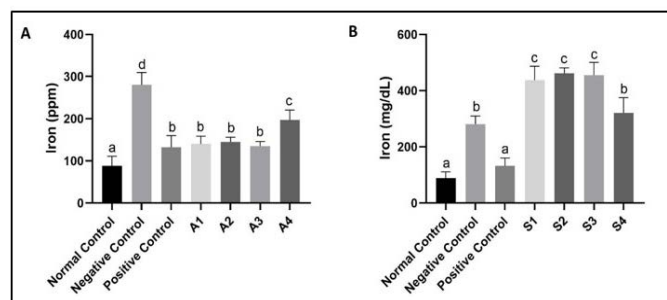 A
Iron (ppm)
400
300
200
100
0
a
d
b
b
b
b
c
Normal Control
Negative Control
Positive Control
A1
A2
A3
A4
B
Iron (mg/dL)
600
400
200
0
a
b
a
c
c
c
b
Normal Control
Negative Control
Positive Control
S1
S2
S3
S4